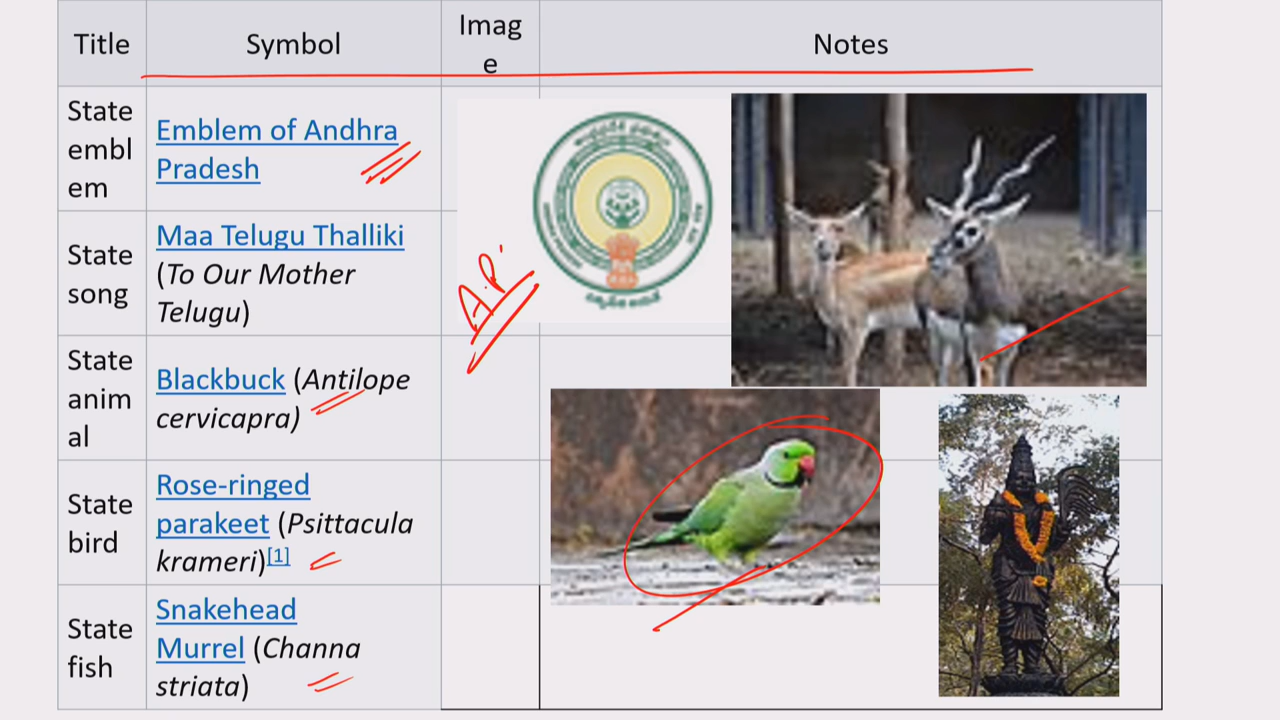 Title Symbol Imag
e Notes
State
embl
em
Emblem of Andhra
Pradesh
State
song
Maa Telugu Thalliki
(To Our Mother
Telugu)
State
anim
al
Blackbuck (Antilope
cervicapra)
State
bird
Rose-ringed
parakeet (Psittacula
krameri)[1]
State
fish
Snakehead
Murrel (Channa
striata)
A.P.